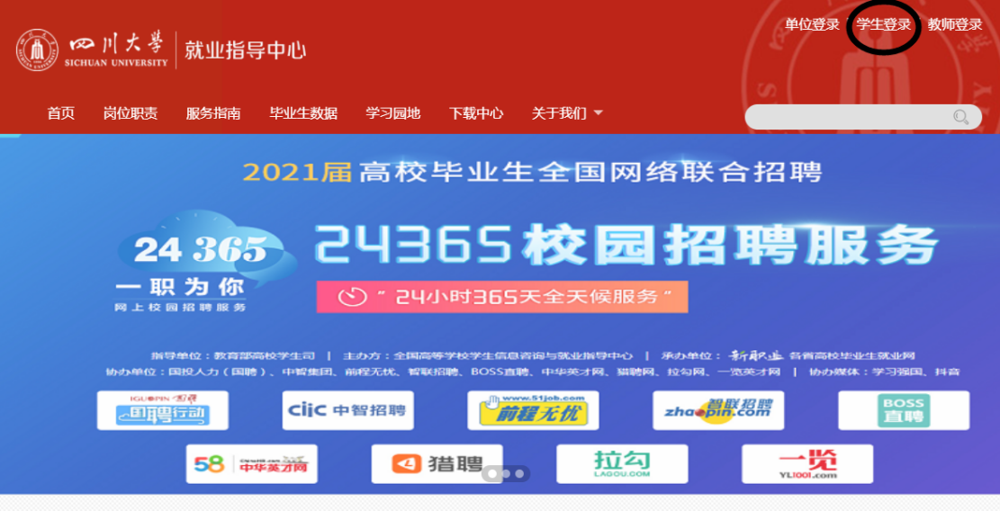 单位登录 学生登录 教师登录
四川大学 就业指导中心
SICHUAN UNIVERSITY
首页 岗位职责 服务指南 毕业生数据 学习园地 下载中心 关于我们
2021届高校毕业生全国网络联合招聘
24 365
24365校园招聘服务
一职为你
网上校园招聘服务
“24小时365天全天候服务”
指导单位：教育部高校学生司 | 主办方：全国高等学校学生信息咨询与就业指导中心 | 承办单位：新职业 各省高校毕业生就业网
协办单位：国投人力（国聘）、中智集团、前程无忧、智联招聘、BOSS直聘、中华英才网、猎聘网、拉勾网、一览英才网 | 协办媒体：学习强国、抖音
IGUOPIN 国聘
国聘行动
CIIC 中智招聘
www.51job.com
前程无忧
智联招聘
zhaopin.com
BOSS
直聘
58 中华英才网
猎聘
拉勾
LAGOU.COM
一览
YL1001.com